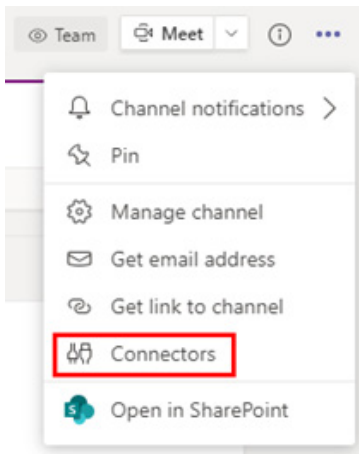 Team
Meet
Channel notifications
Pin
Manage channel
Get email address
Get link to channel
Connectors
Open in SharePoint